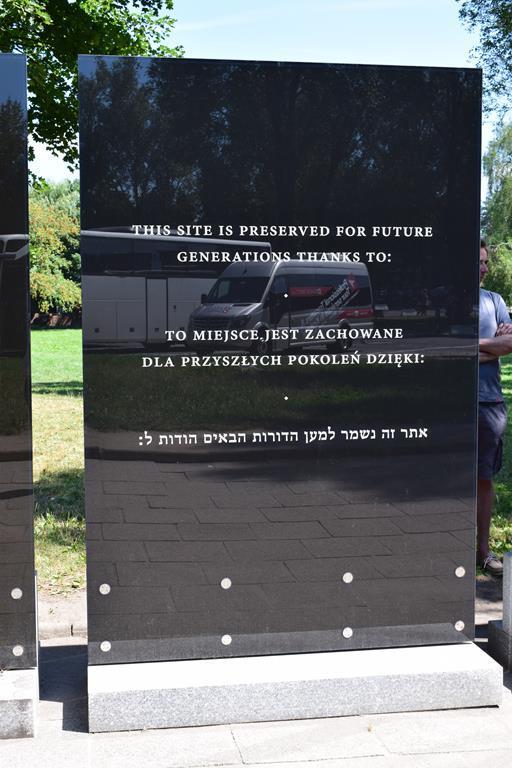 THIS SITE IS PRESERVED FOR FUTURE
GENERATIONS THANKS TO:
TO MIEJSCE JEST ZACHOWANE
DLA PRZYSZŁYCH POKOLEŃ DZIĘKI:
אתר זה נשמר למען הדורות הבאים הודות ל: